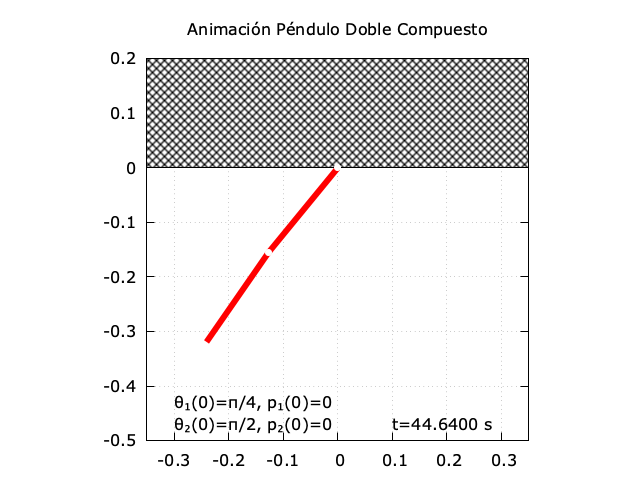 Animación Péndulo Doble Compuesto
0.2
0.1
0
-0.1
-0.2
-0.3
-0.4
-0.5
θ₁(0)=π/4, p₁(0)=0
θ₂(0)=π/2, p₂(0)=0
t=44.6400 s
-0.3 -0.2 -0.1 0 0.1 0.2 0.3